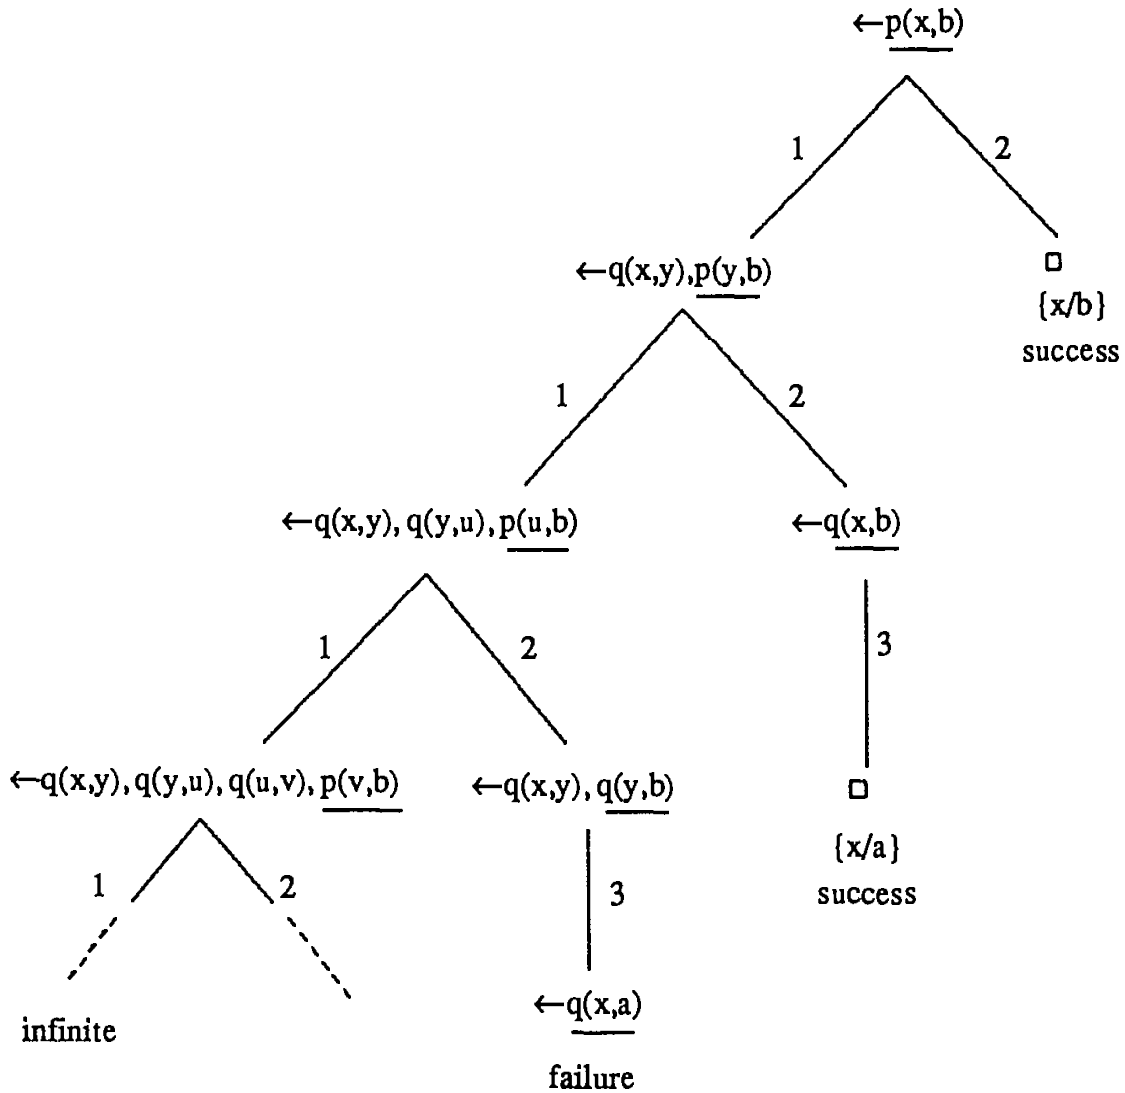 ←p(x,b)
1 2
←q(x,y),p(y,b) □
{x/b}
success
1 2
←q(x,y), q(y,u), p(u,b) ←q(x,b)
1 2 3
←q(x,y), q(y,u), q(u,v), p(v,b) ←q(x,y), q(y,b) □
{x/a}
1 2 3 success
←q(x,a)
infinite
failure